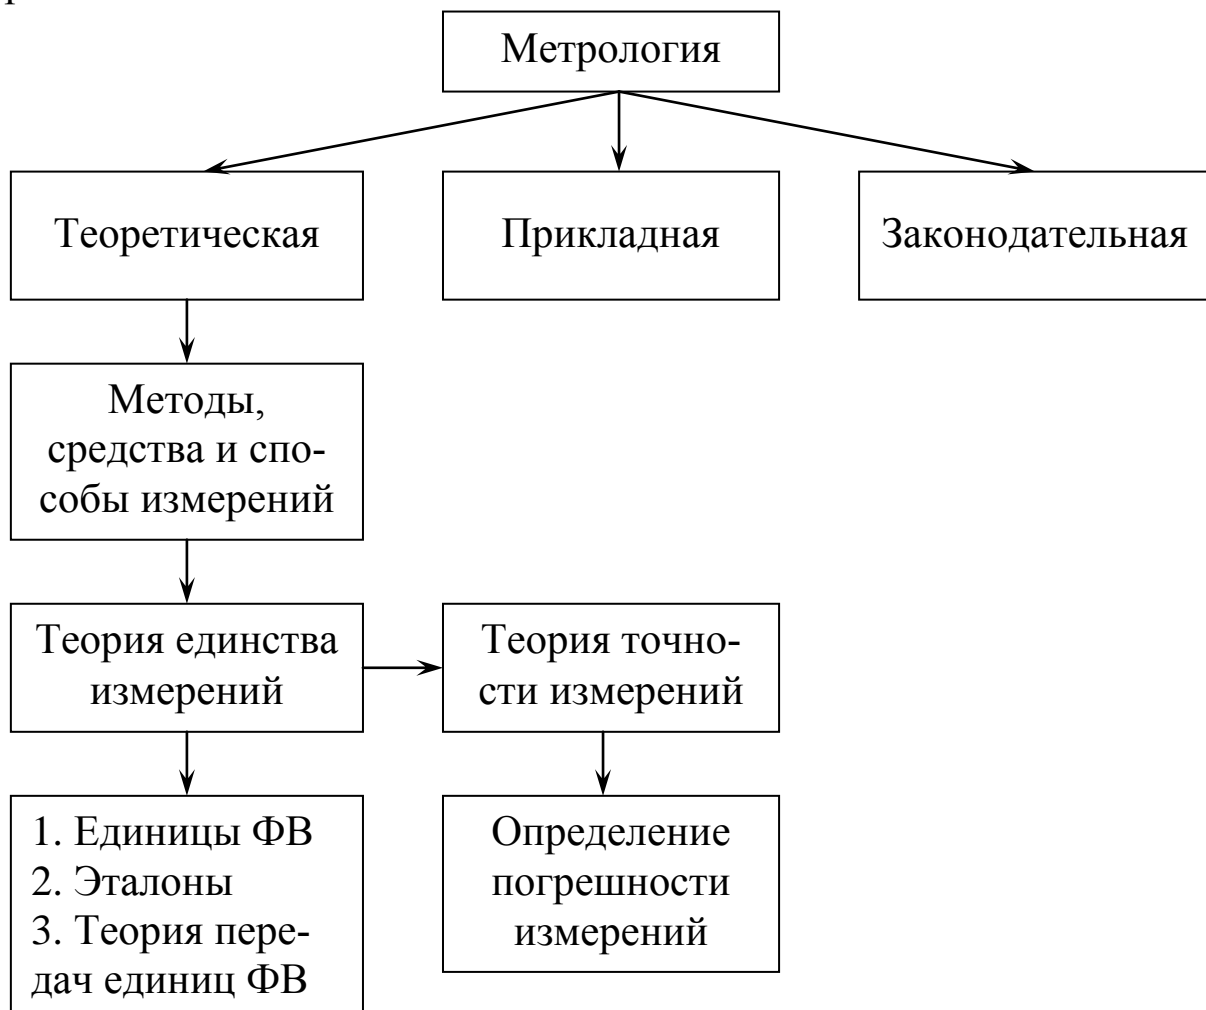 Метрология
Теоретическая
Прикладная
Законодательная
Методы,
средства и спо-
собы измерений
Теория единства
измерений
Теория точно-
сти измерений
1. Единицы ФВ
2. Эталоны
3. Теория пере-
дач единиц ФВ
Определение
погрешности
измерений